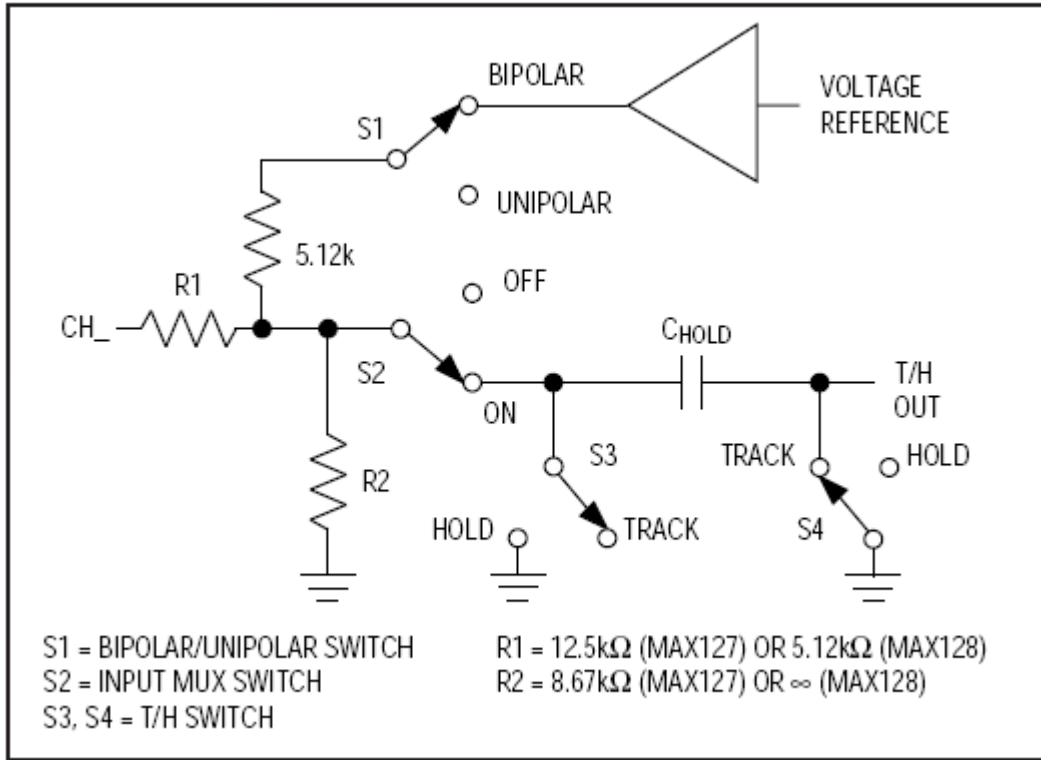 BIPOLAR
VOLTAGE
REFERENCE
S1
UNIPOLAR
5.12k
OFF
R1
CH_
CHOLD
S2
ON
T/H
OUT
S3
TRACK
HOLD
R2
HOLD
TRACK
S4
S1 = BIPOLAR/UNIPOLAR SWITCH
S2 = INPUT MUX SWITCH
S3, S4 = T/H SWITCH
R1 = 12.5kΩ (MAX127) OR 5.12kΩ (MAX128)
R2 = 8.67kΩ (MAX127) OR ∞ (MAX128)